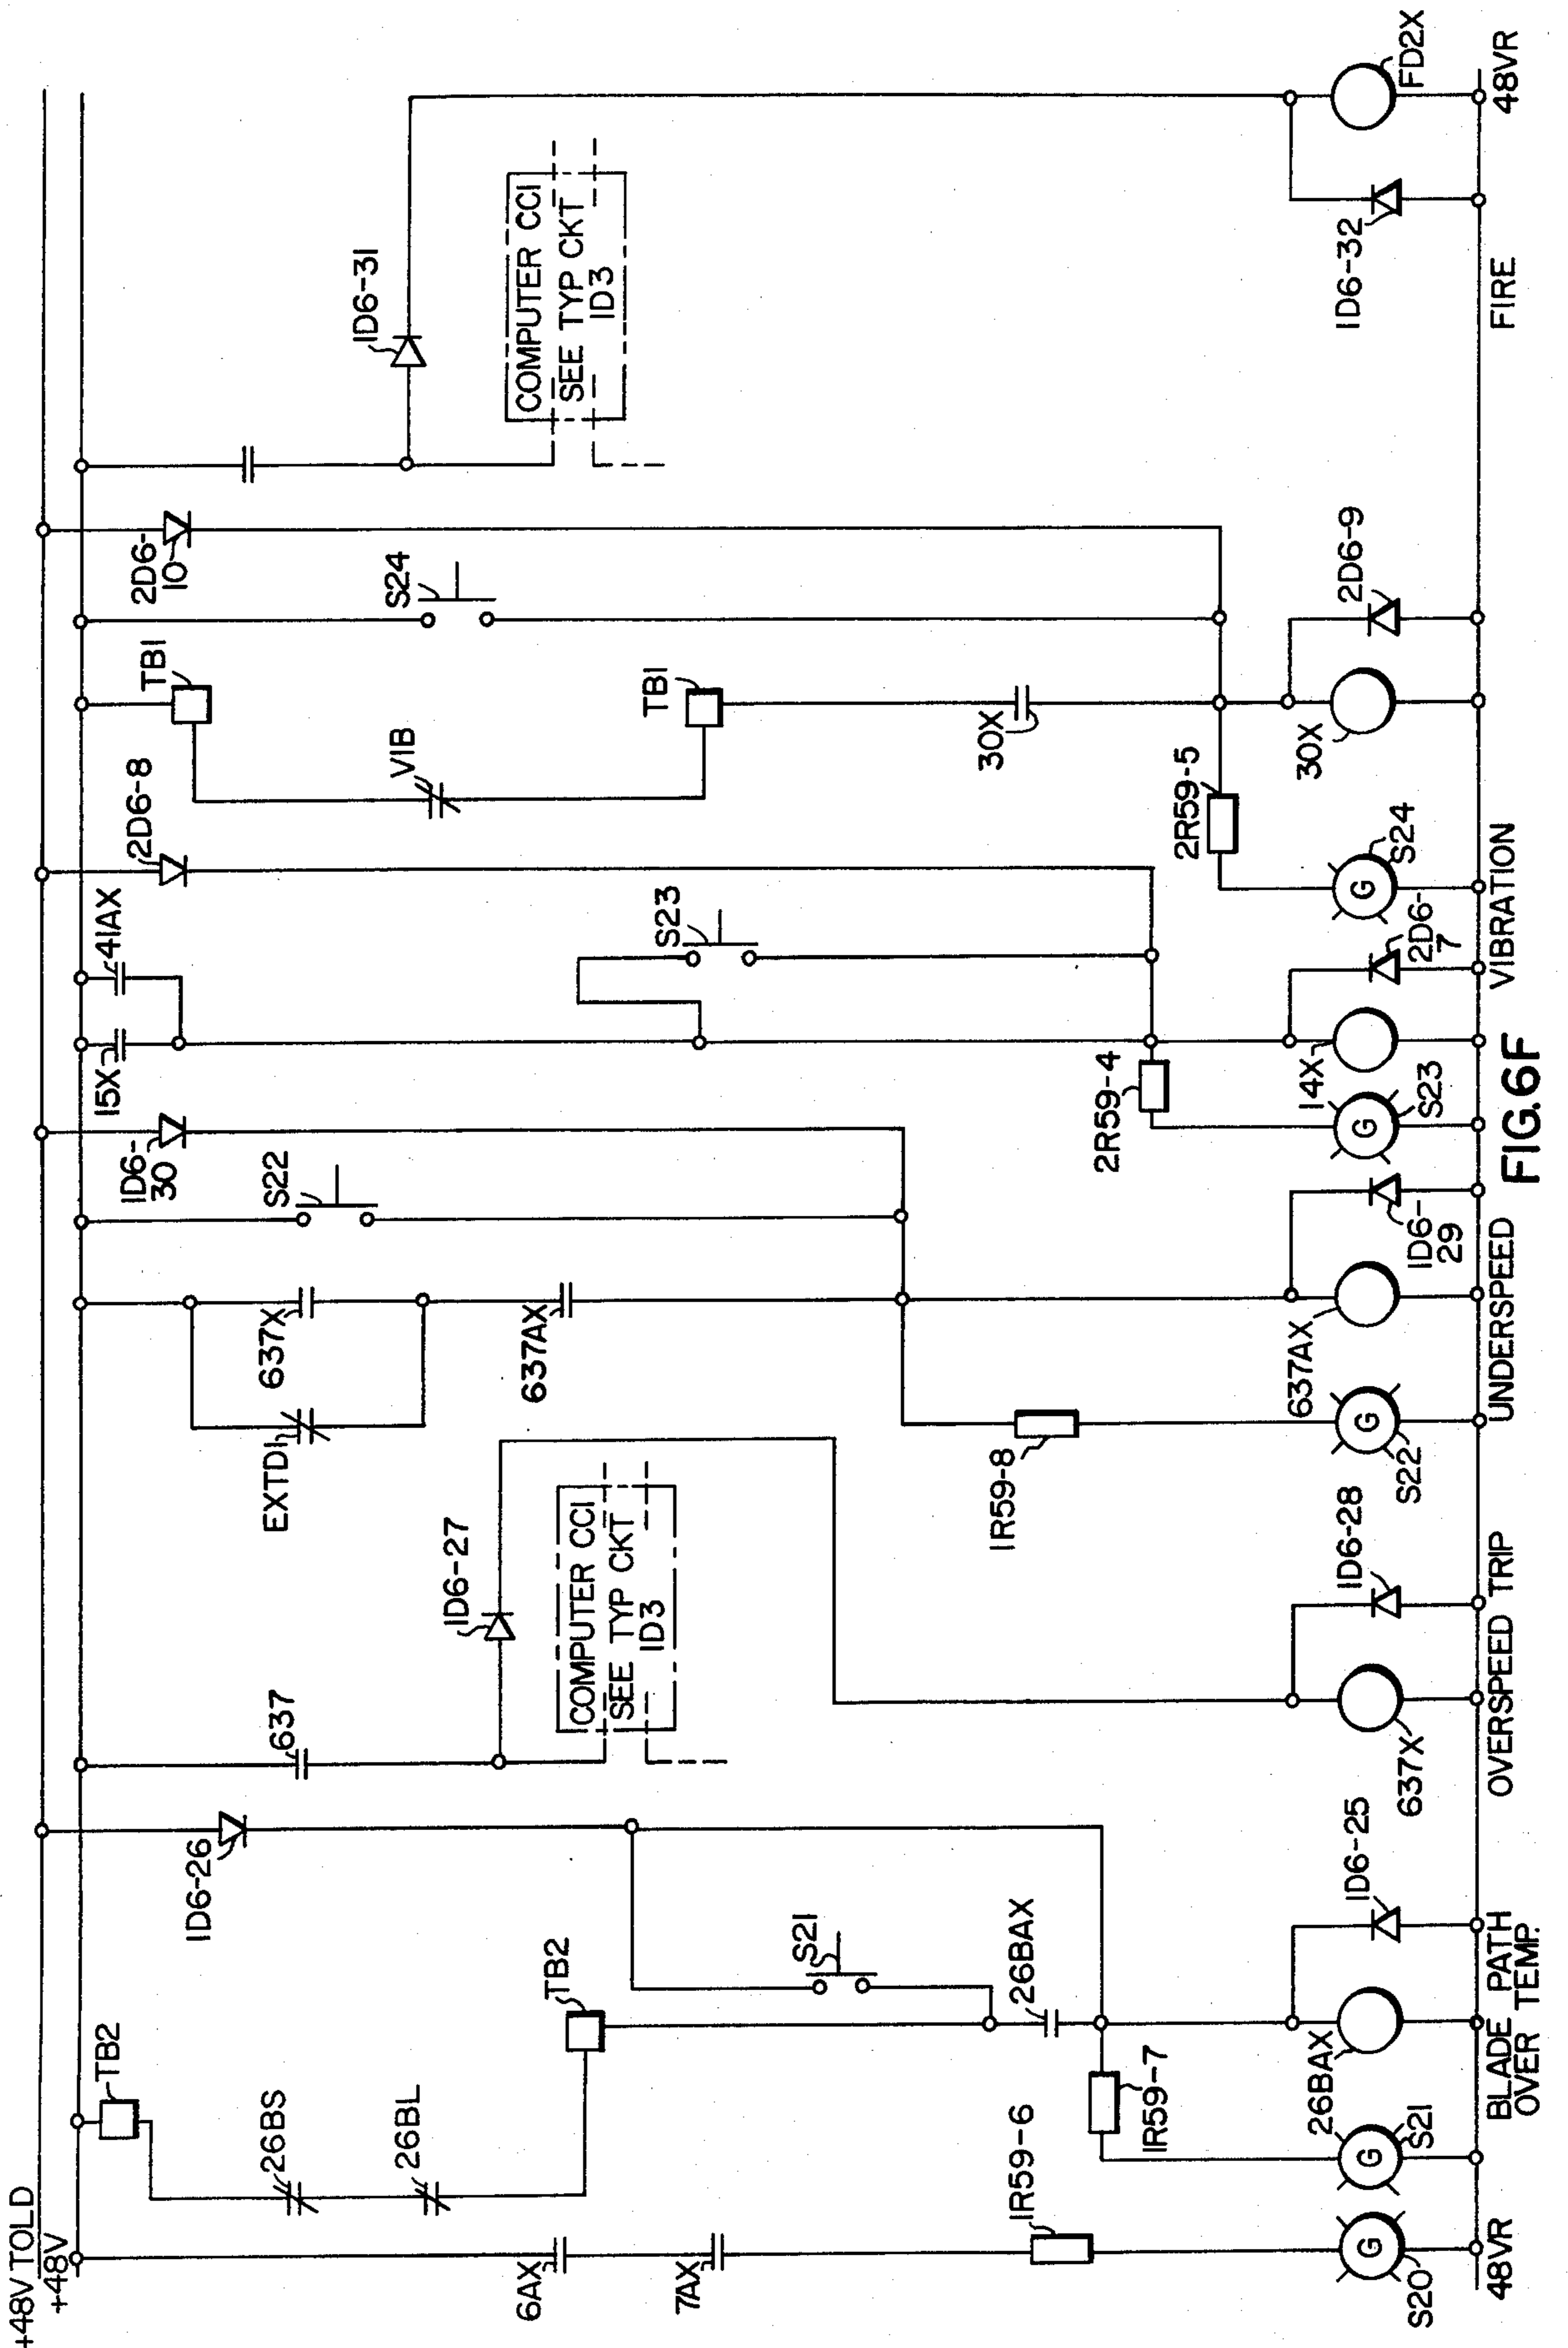 +48V TOLD
+48V
TB2
26BS
26BL
6AX
7AX
TB2
S21
26BAX
1D6-26
1R59-6
1R59-7
S20
G
G
S21
26BAX
1D6-25
48VR
BLADE PATH
OVER TEMP.
637
1D6-27
COMPUTER CCI
SEE TYP CKT
1D3
637X
1D6-28
OVERSPEED TRIP
EXTD1
637X
637AX
S22
1D6-
30
1R59-8
G
S22
637AX
1D6-
29
UNDERSPEED
15X
41AX
2D6-8
S23
2R59-4
G
S23
14X
2D6-
7
VIBRATION
TB1
VIB
TB1
30X
S24
2D6-
10
2R59-5
G
S24
30X
2D6-9
1D6-31
COMPUTER CCI
SEE TYP CKT
1D3
1D6-32
FD2X
FIRE
48VR
FIG.6F